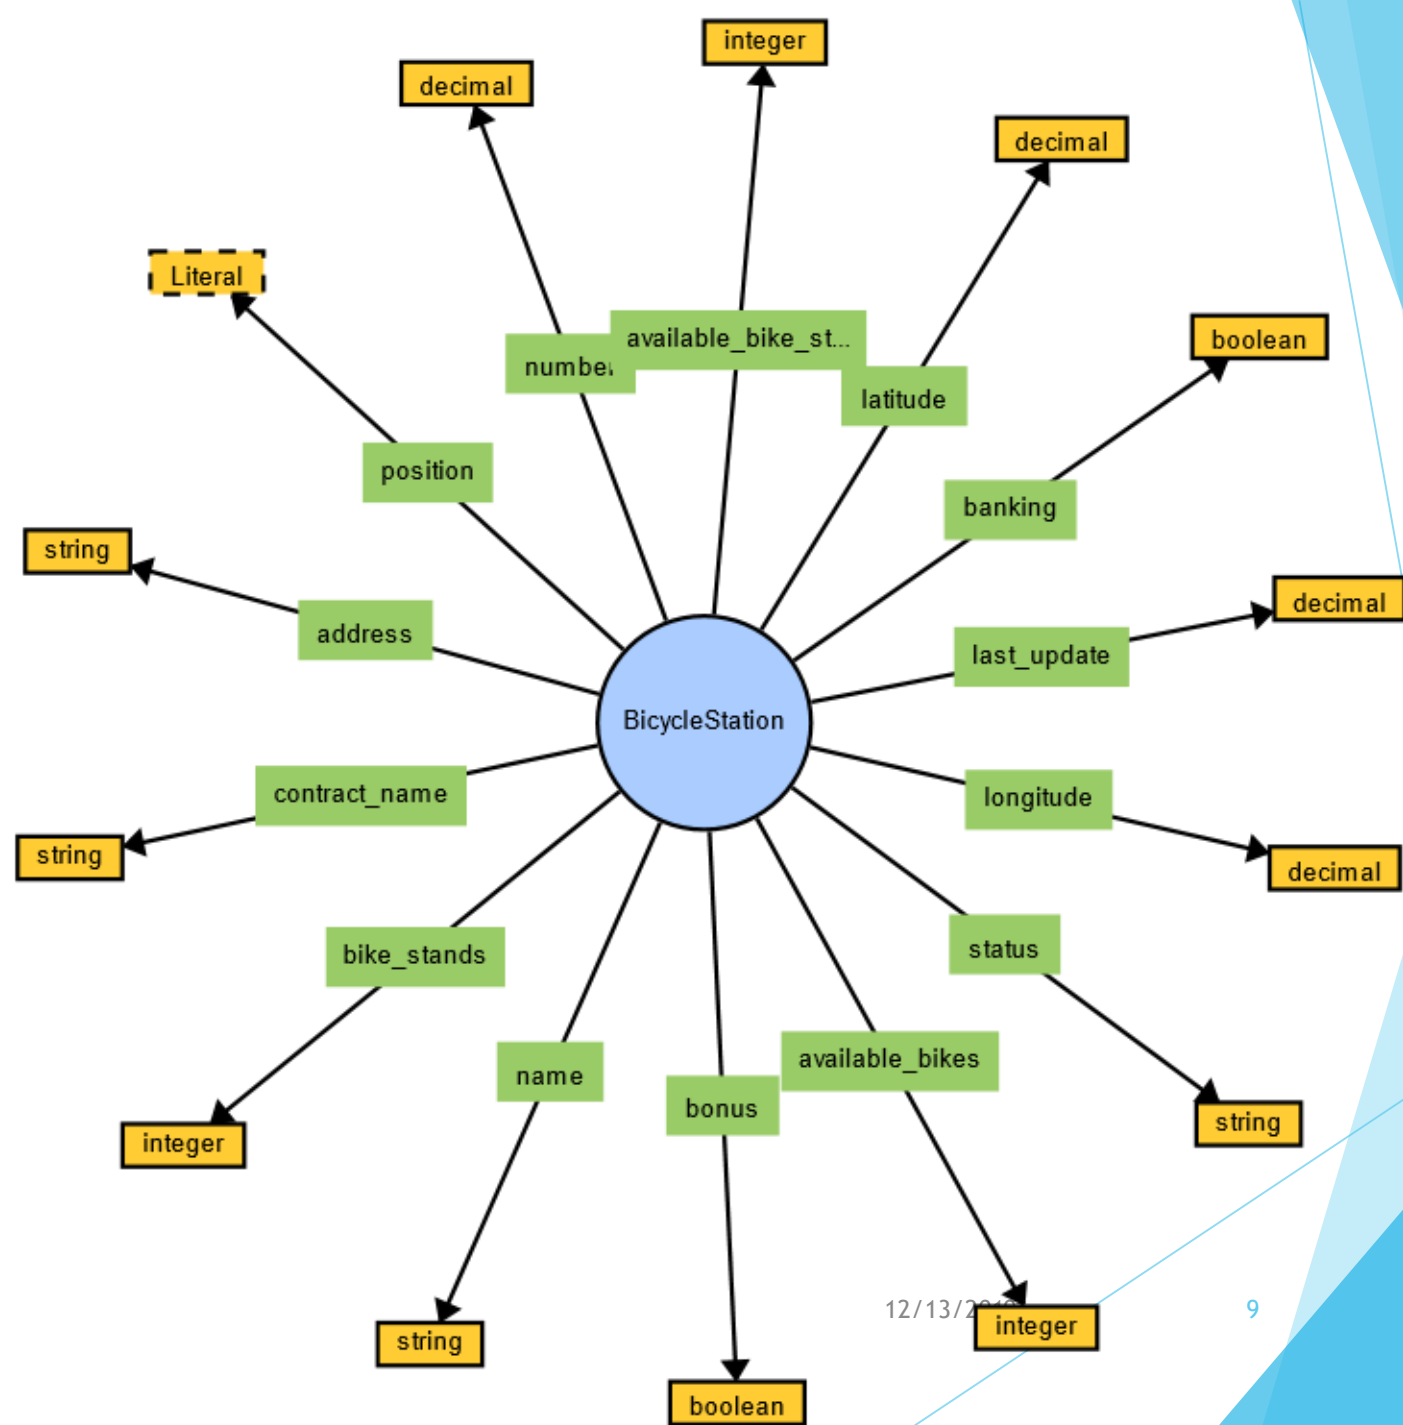 integer
decimal
decimal
Literal
available_bike_st...
boolean
number
latitude
position
banking
string
decimal
address
last_update
BicycleStation
contract_name
longitude
string
decimal
bike_stands
status
name
available_bikes
bonus
string
integer
12/13/
9
integer
string
boolean